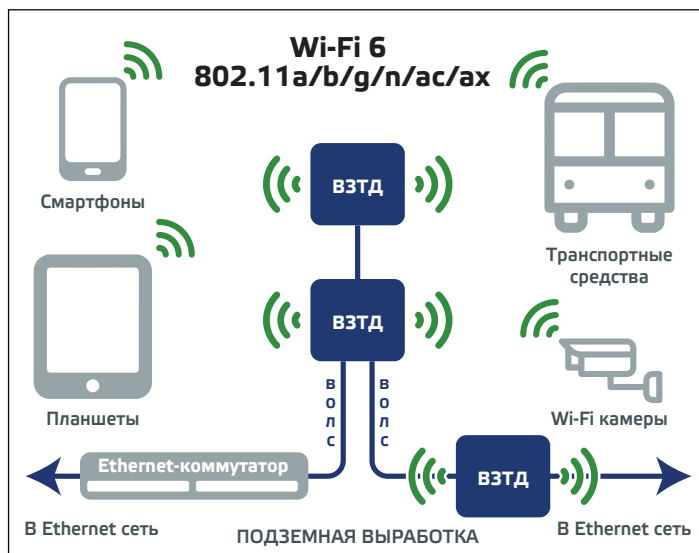 Wi-Fi 6
802.11a/b/g/n/ac/ax
Смартфоны
ВЗТД
Транспортные
средства
ВЗТД
Планшеты
ВОЛС
ВОЛС
Wi-Fi камеры
Ethernet-коммутатор
ВЗТД
В Ethernet сеть
ПОДЗЕМНАЯ ВЫРАБОТКА
В Ethernet сеть